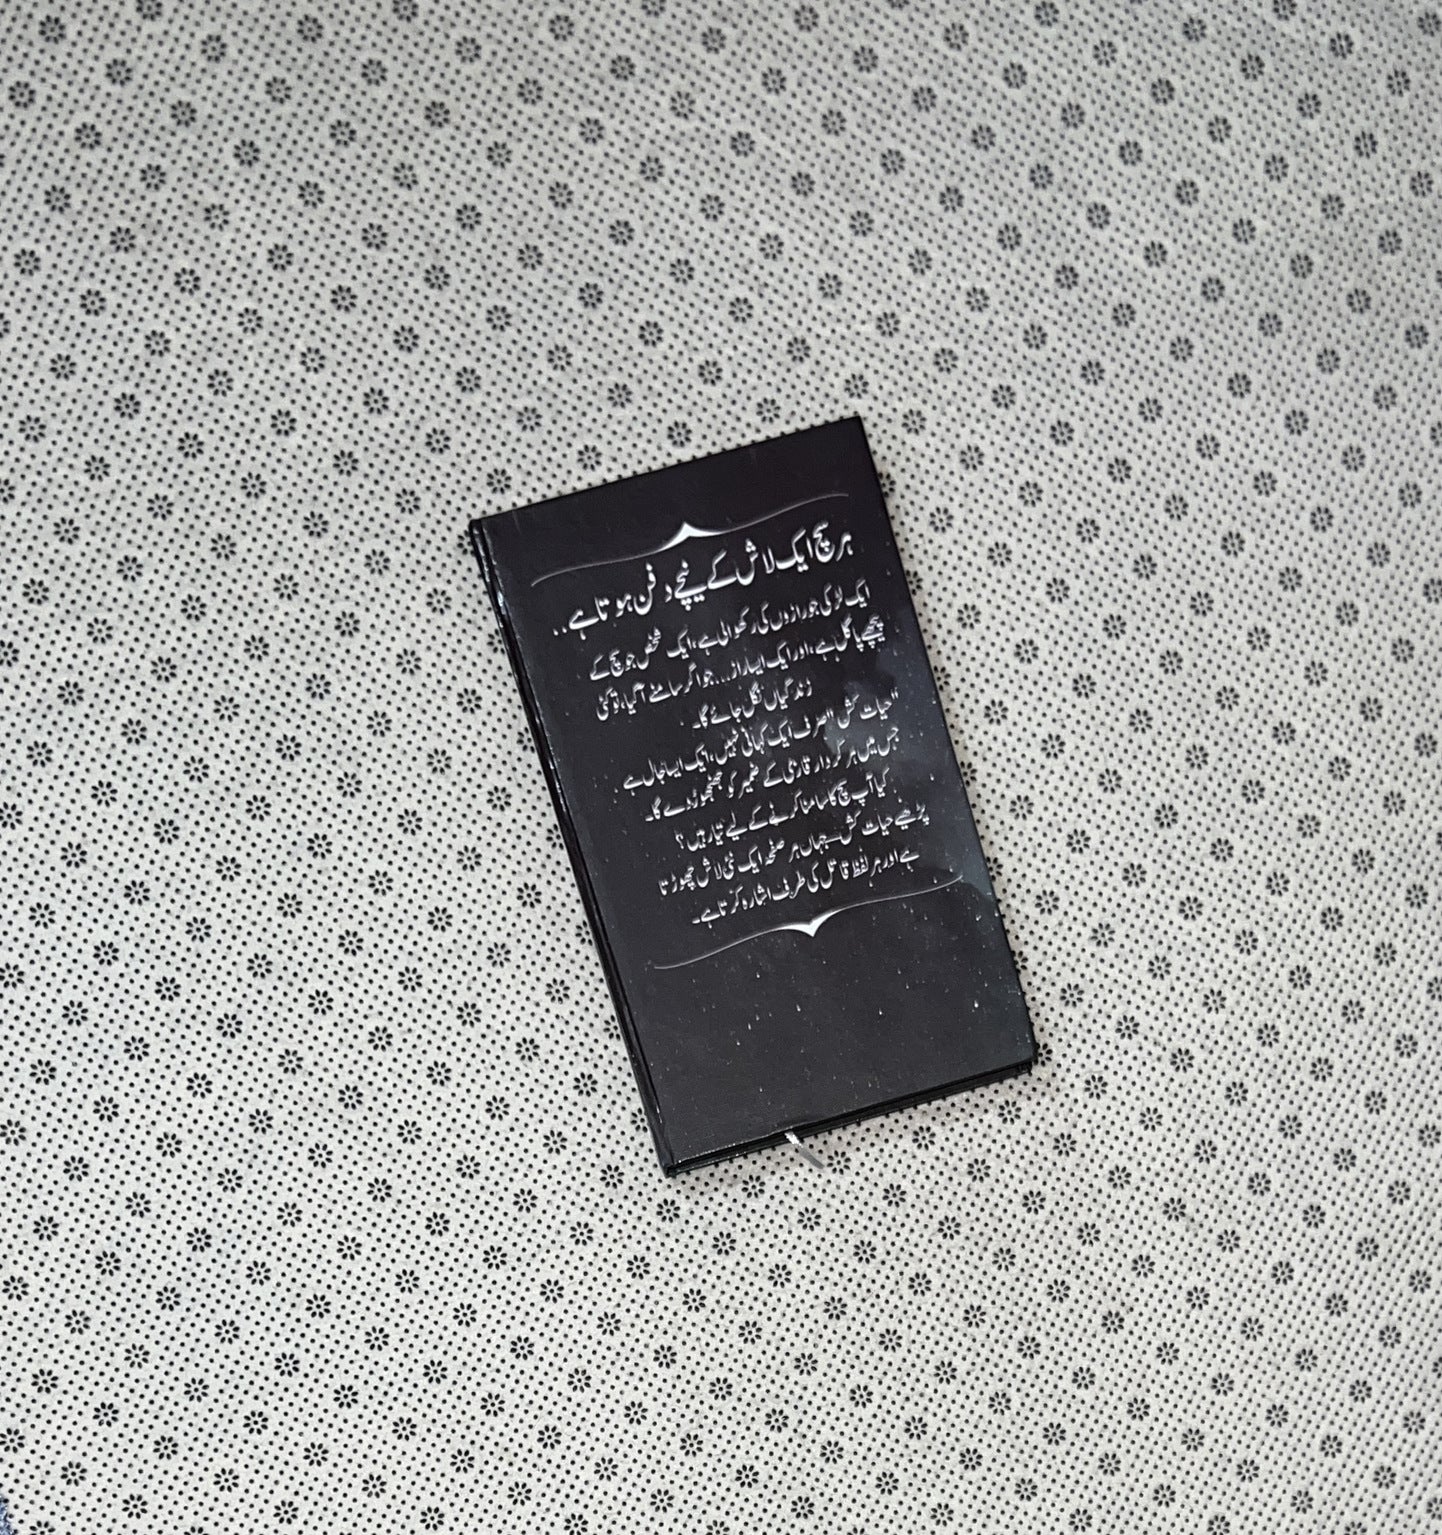 ہر سچ ایک لاش کے نیچے دفن ہوتا ہے..
ایک لڑکی جو رازوں کی رکھوالی ہے، ایک شخص جو سچ کے
پیچھے پاگل ہے، اور ایک ایسا راز... جو اگر سامنے آ گیا، تو کئی
زندگیاں نگل جائے گا۔
"حیات کش" صرف ایک کہانی نہیں، ایک ایسا جال ہے
جس میں ہر کردار قاری کے ضمیر کو جھنجھوڑ دے گا۔
کیا آپ سچ کا سامنا کرنے کے لیے تیار ہیں؟
پڑھیے حیات کش—جہاں ہر صفحہ ایک نئی لاش چھوڑتا
ہے اور ہر لفظ قاتل کی طرف اشارہ کرتا ہے۔